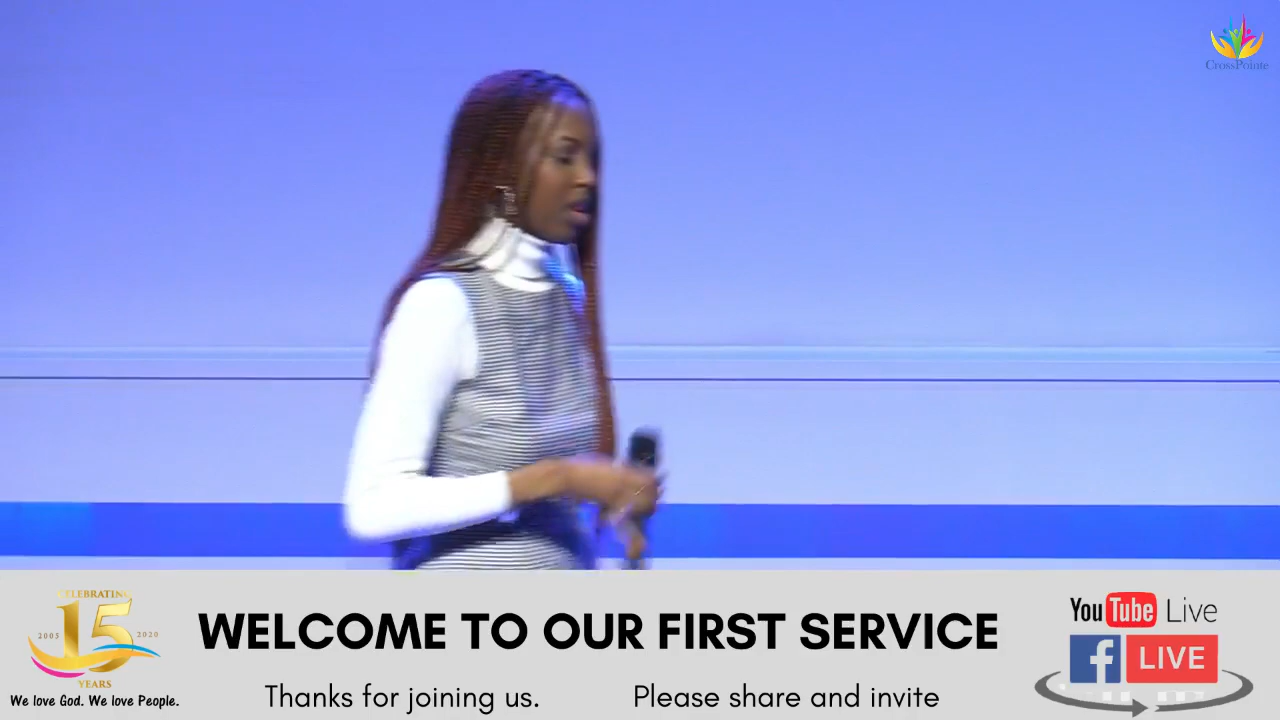 CrossPointe
CELEBRATING
15
2005 2020
YEARS
We love God. We love People.
WELCOME TO OUR FIRST SERVICE
Thanks for joining us. Please share and invite
YouTube Live
f LIVE